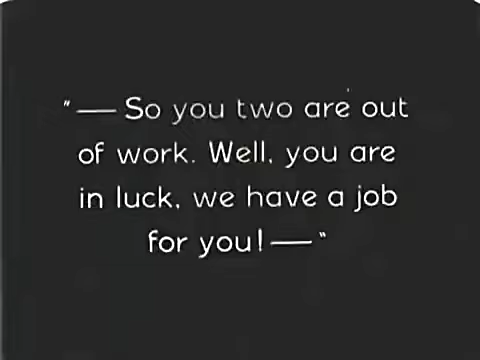 "— So you two are out
of work. Well, you are
in luck, we have a job
for you! —"